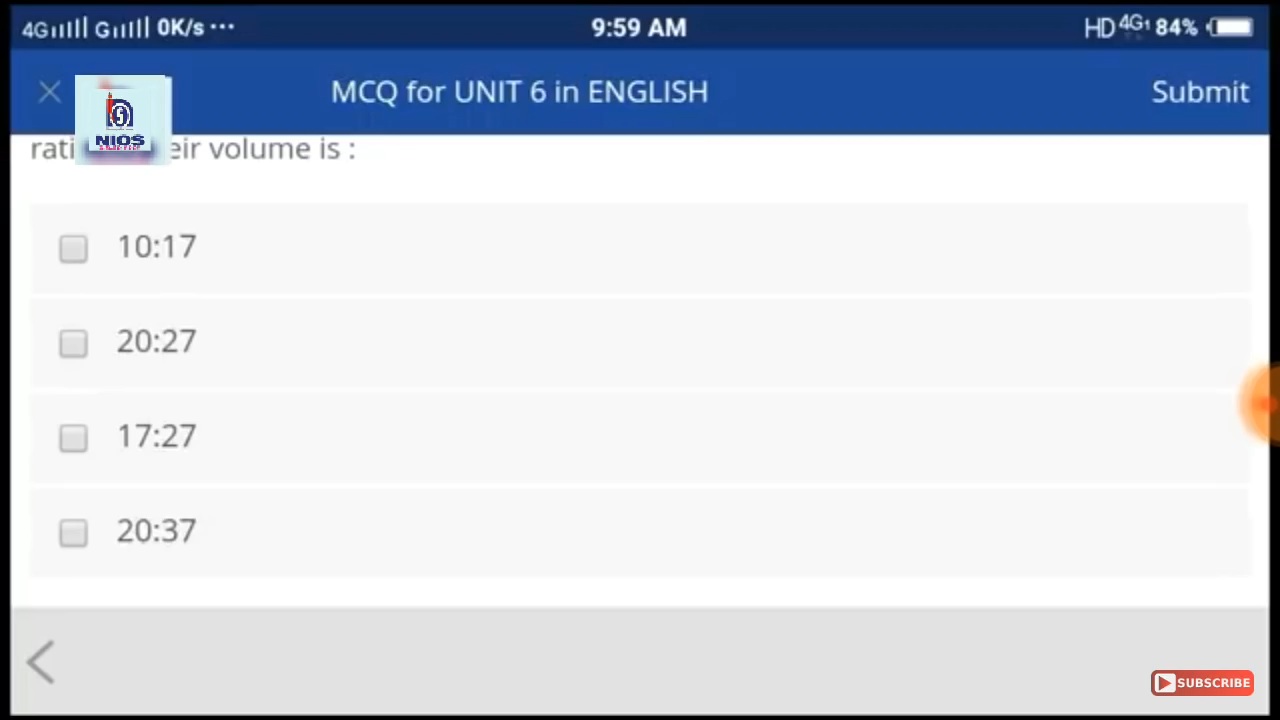 4G G 0K/s ··· 9:59 AM HD 4G 84%
MCQ for UNIT 6 in ENGLISH Submit
NIOS
volume is :
10:17
20:27
17:27
20:37
SUBSCRIBE